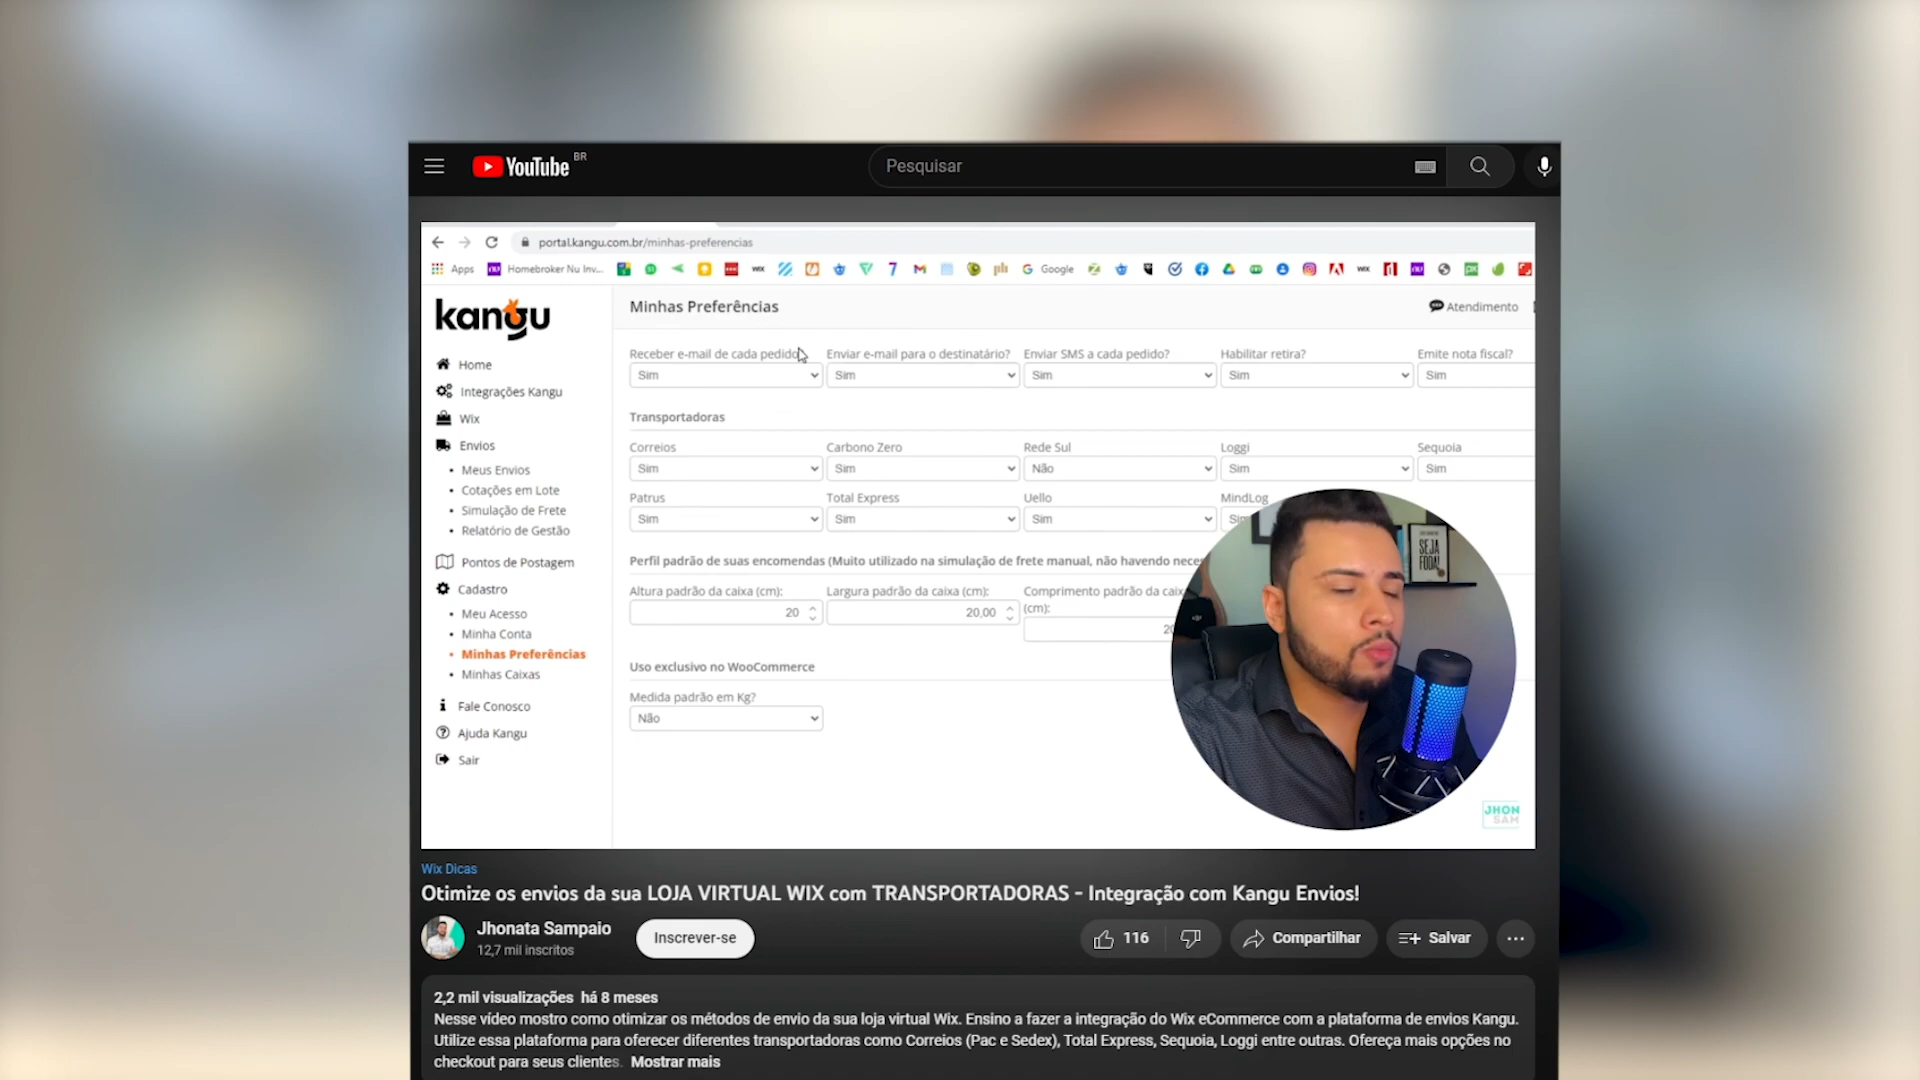 YouTube BR
Pesquisar
portal.kangu.com.br/minhas-preferencias
Apps Homebroker Nu Inv... Google
kangu
Minhas Preferências
Atendimento
Home
Integrações Kangu
Wix
Envios
• Meus Envios
• Cotações em Lote
• Simulação de Frete
• Relatório de Gestão
Pontos de Postagem
Cadastro
• Meu Acesso
• Minha Conta
• Minhas Preferências
• Minhas Caixas
Fale Conosco
Ajuda Kangu
Sair
Receber e-mail de cada pedido Enviar e-mail para o destinatário? Enviar SMS a cada pedido? Habilitar retira? Emite nota fiscal?
Sim Sim Sim Sim Sim
Transportadoras
Correios Carbono Zero Rede Sul Loggi Sequoia
Sim Sim Não Sim Sim
Patrus Total Express Uello MindLog
Sim Sim Sim Sim
Perfil padrão de suas encomendas (Muito utilizado na simulação de frete manual, não havendo nece
Altura padrão da caixa (cm): Largura padrão da caixa (cm): Comprimento padrão da caix
(cm):
20 20,00 20
Uso exclusivo no WooCommerce
Medida padrão em Kg?
Não
SEJA
FODA!
JHON
SAM
Wix Dicas
Otimize os envios da sua LOJA VIRTUAL WIX com TRANSPORTADORAS - Integração com Kangu Envios!
Jhonata Sampaio
12,7 mil inscritos
Inscrever-se
116
Compartilhar
Salvar
2,2 mil visualizações há 8 meses
Nesse vídeo mostro como otimizar os métodos de envio da sua loja virtual Wix. Ensino a fazer a integração do Wix eCommerce com a plataforma de envios Kangu.
Utilize essa plataforma para oferecer diferentes transportadoras como Correios (Pac e Sedex), Total Express, Sequoia, Loggi entre outras. Ofereça mais opções no
checkout para seus clientes. Mostrar mais